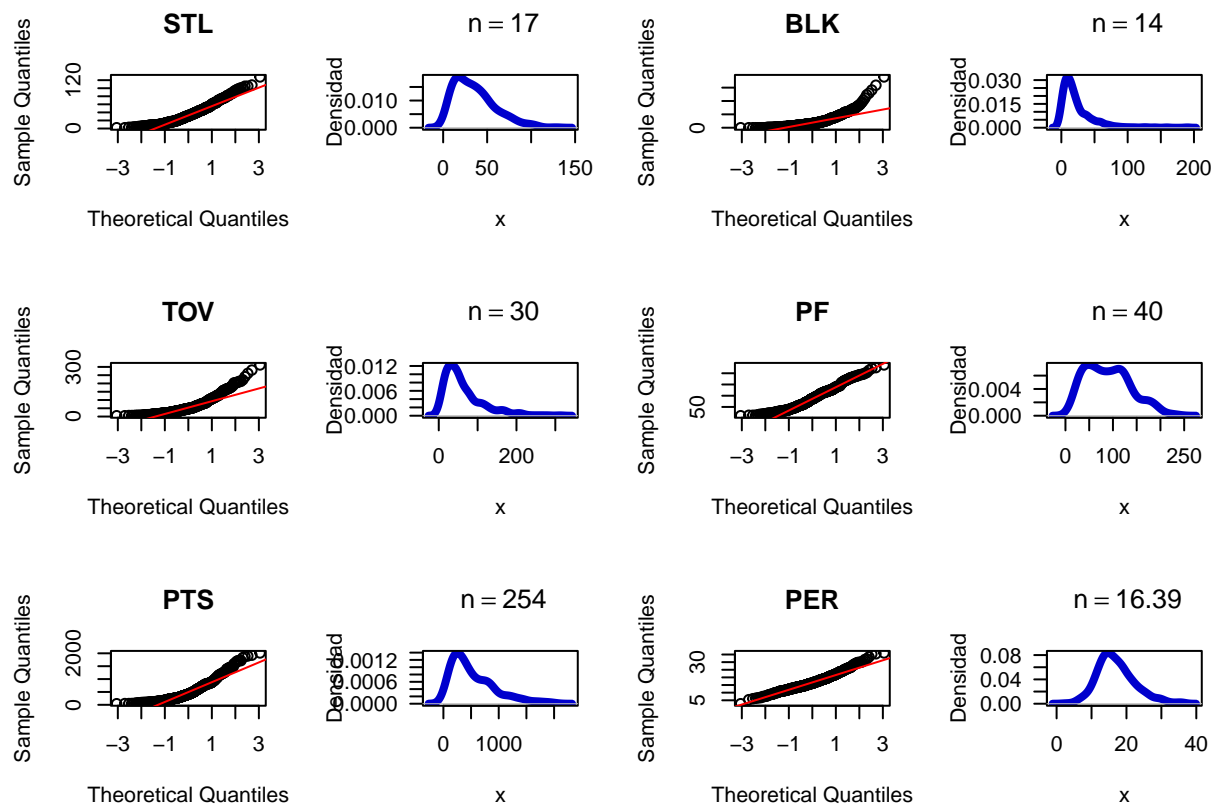 STL
Sample Quantiles
0 120
−3 −1 1 3
Theoretical Quantiles
n = 17
Densidad
0.000 0.010
0 50 150
x
BLK
Sample Quantiles
0
−3 −1 1 3
Theoretical Quantiles
n = 14
Densidad
0.000 0.015 0.030
0 100 200
x
TOV
Sample Quantiles
0 300
−3 −1 1 3
Theoretical Quantiles
n = 30
Densidad
0.000 0.006 0.012
0 200
x
PF
Sample Quantiles
50
−3 −1 1 3
Theoretical Quantiles
n = 40
Densidad
0.000 0.004
0 100 250
x
PTS
Sample Quantiles
0 2000
−3 −1 1 3
Theoretical Quantiles
n = 254
Densidad
0.0000 0.0006 0.0012
0 1000
x
PER
Sample Quantiles
5 30
−3 −1 1 3
Theoretical Quantiles
n = 16.39
Densidad
0.00 0.04 0.08
0 20 40
x